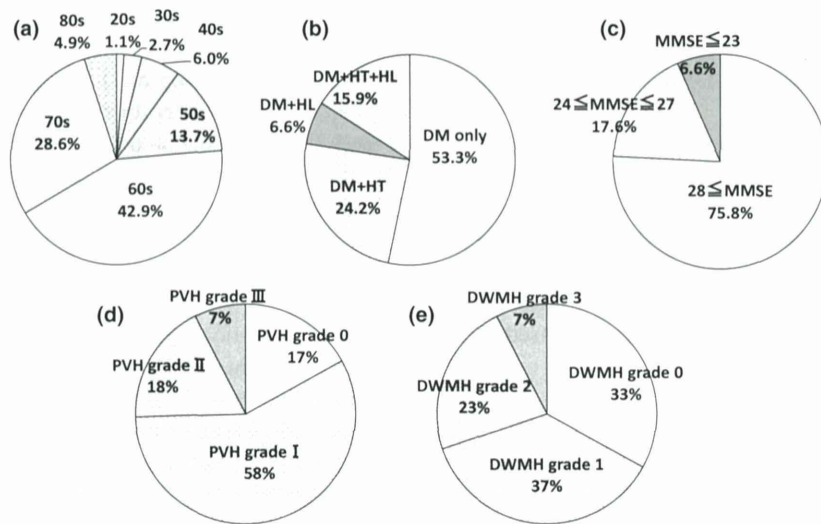 (a)
80s
4.9%
20s
1.1%
30s
2.7%
40s
6.0%
50s
13.7%
70s
28.6%
60s
42.9%
(b)
DM+HT+HL
15.9%
DM+HL
6.6%
DM only
53.3%
DM+HT
24.2%
(c)
MMSE≦23
6.6%
24≦MMSE≦27
17.6%
28≦MMSE
75.8%
(d)
PVH grade Ⅲ
7%
PVH grade 0
17%
PVH grade Ⅱ
18%
PVH grade Ⅰ
58%
(e)
DWMH grade 3
7%
DWMH grade 0
33%
DWMH grade 2
23%
DWMH grade 1
37%